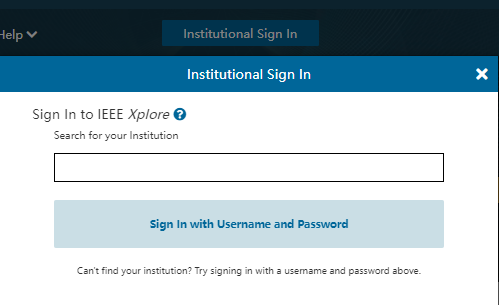 Help
Institutional Sign In
Institutional Sign In
Sign In to IEEE Xplore
Search for your Institution
Sign In with Username and Password
Can't find your institution? Try signing in with a username and password above.